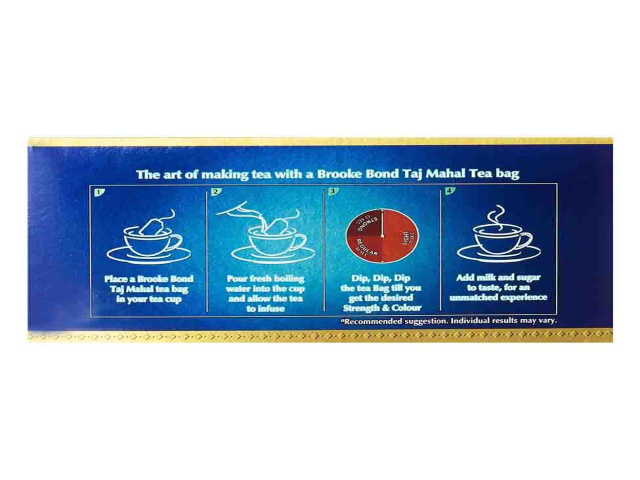 The art of making tea with a Brooke Bond Taj Mahal Tea bag
1
Place a Brooke Bond
Taj Mahal tea bag
in your tea cup
2
Pour fresh boiling
water into the cup
and allow the tea
to infuse
3
STRONG
LIGHT
Dip, Dip, Dip
the tea Bag till you
get the desired
Strength & Colour
4
Add milk and sugar
to taste, for an
unmatched experience
*Recommended suggestion. Individual results may vary.